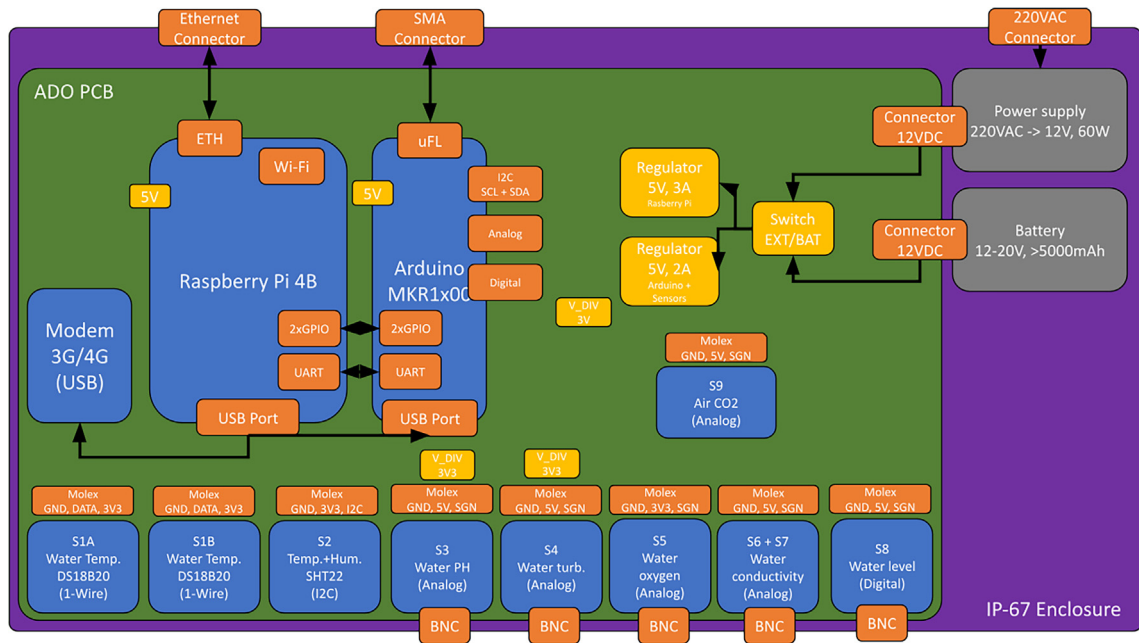 Ethernet
Connector
SMA
Connector
220VAC
Connector
ADO PCB
ETH
Wi-Fi
5V
Raspberry Pi 4B
2xGPIO
UART
USB Port
uFL
5V
Arduino
MKR1x00
I2C
SCL + SDA
Analog
Digital
2xGPIO
UART
USB Port
Modem
3G/4G
(USB)
Regulator
5V, 3A
Rasberry Pi
Regulator
5V, 2A
Arduino +
Sensors
Switch
EXT/BAT
Connector
12VDC
Power supply
220VAC -> 12V, 60W
Connector
12VDC
Battery
12-20V, >5000mAh
V_DIV
3V
Molex
GND, 5V, SGN
S9
Air CO2
(Analog)
V_DIV
3V3
V_DIV
3V3
Molex
GND, DATA, 3V3
S1A
Water Temp.
DS18B20
(1-Wire)
Molex
GND, DATA, 3V3
S1B
Water Temp.
DS18B20
(1-Wire)
Molex
GND, 3V3, I2C
S2
Temp.+Hum.
SHT22
(I2C)
Molex
GND, 5V, SGN
S3
Water PH
(Analog)
BNC
Molex
GND, 5V, SGN
S4
Water turb.
(Analog)
BNC
Molex
GND, 3V3, SGN
S5
Water
oxygen
(Analog)
BNC
Molex
GND, 5V, SGN
S6 + S7
Water
conductivity
(Analog)
BNC
Molex
GND, 5V, SGN
S8
Water level
(Digital)
BNC
IP-67 Enclosure